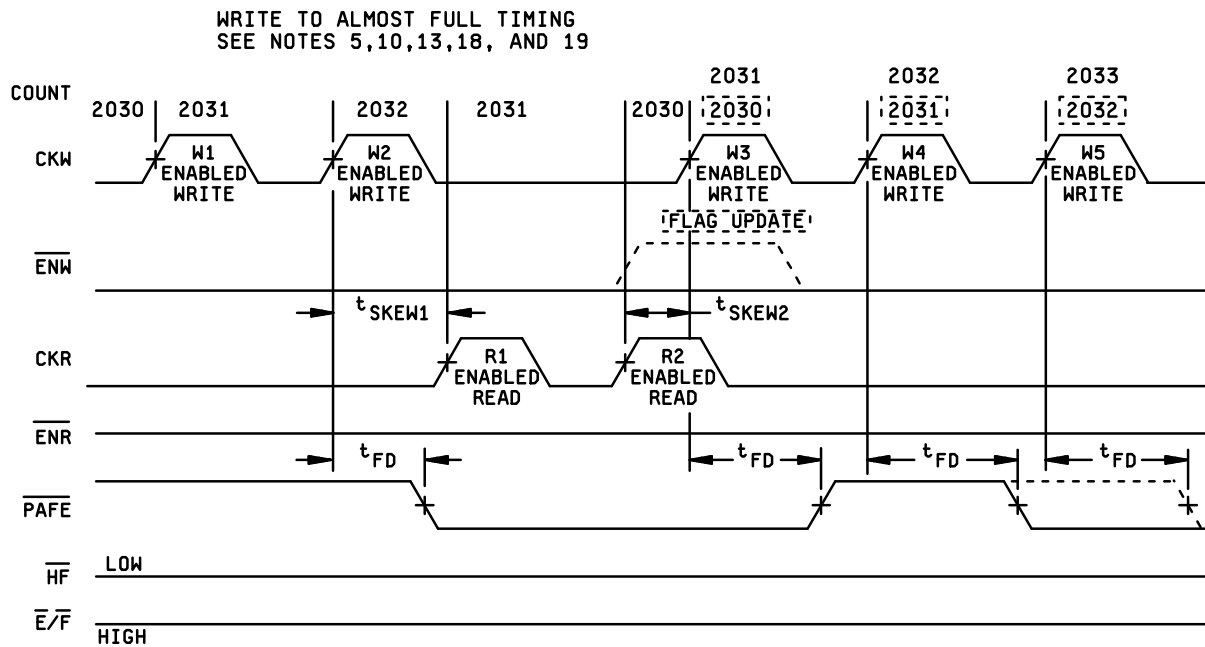 WRITE TO ALMOST FULL TIMING
SEE NOTES 5,10,13,18, AND 19
COUNT
2030 2031 2032 2031 2030 2031 2032 2033
2030 2031 2032
CKW
W1 ENABLED WRITE
W2 ENABLED WRITE
W3 ENABLED WRITE
W4 ENABLED WRITE
W5 ENABLED WRITE
FLAG UPDATE
ENW
tSKEW1
tSKEW2
CKR
R1 ENABLED READ
R2 ENABLED READ
ENR
tFD
tFD
tFD
tFD
PAFE
HF
LOW
E/F
HIGH